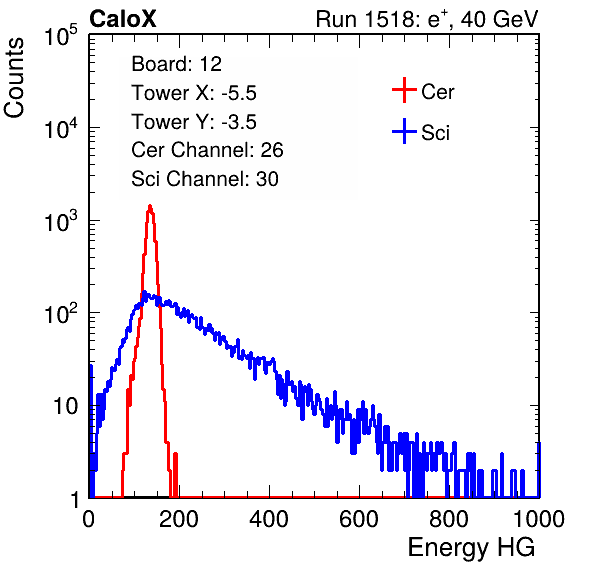 CaloX Run 1518: e⁺, 40 GeV
Counts
Board: 12
Tower X: -5.5
Tower Y: -3.5
Cer Channel: 26
Sci Channel: 30
Cer
Sci
10⁵
10⁴
10³
10²
10
1
0 200 400 600 800 1000
Energy HG